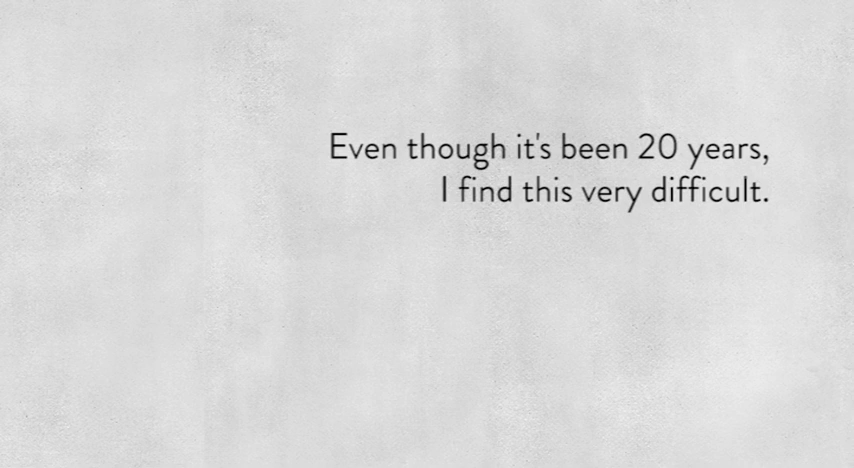 Even though it's been 20 years,
I find this very difficult.